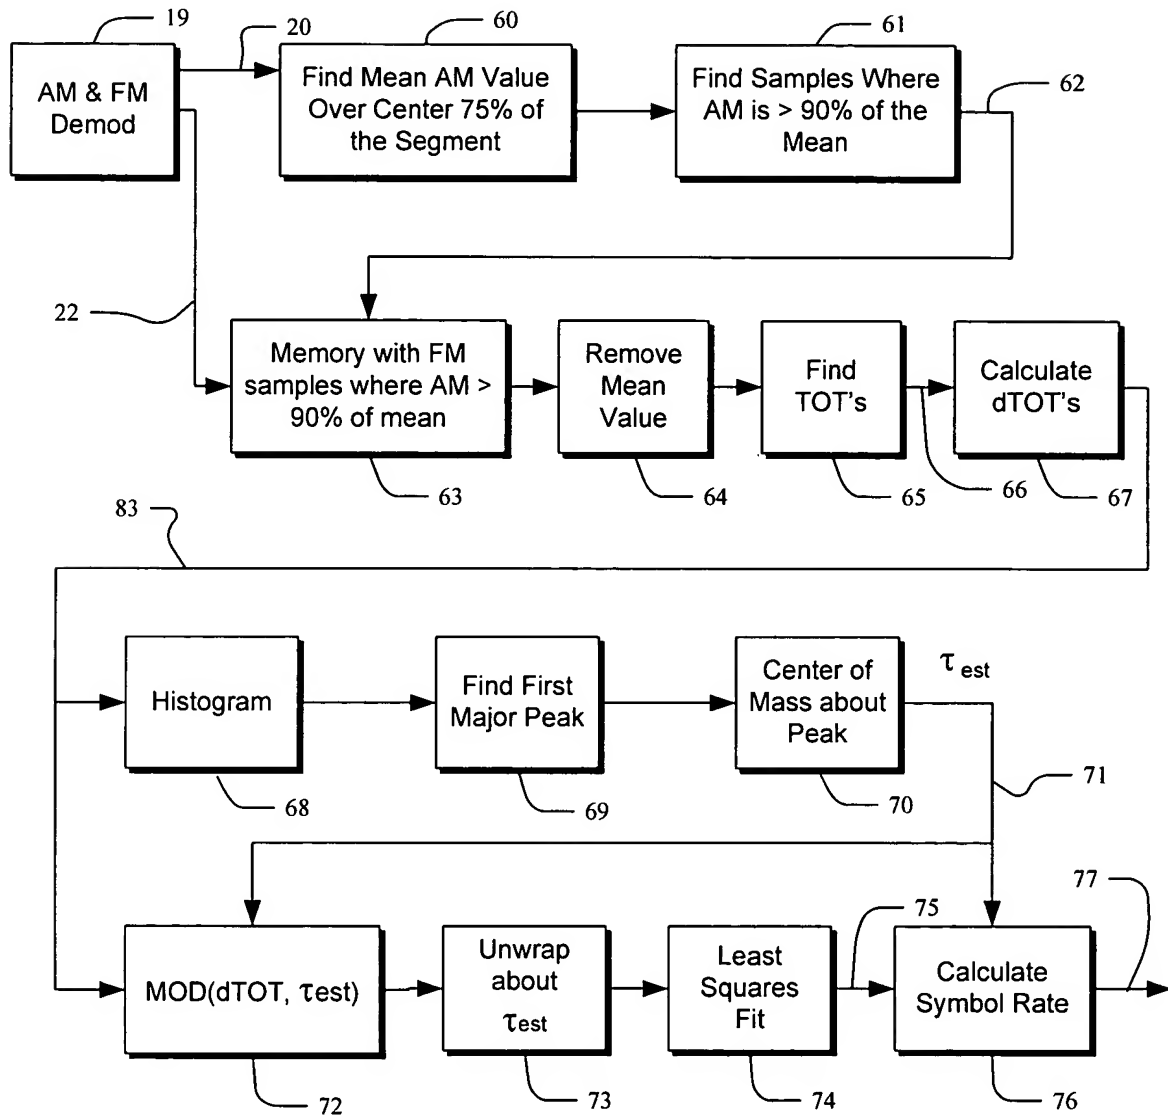 19
20
60
61
AM & FM
Demod
Find Mean AM Value
Over Center 75% of
the Segment
Find Samples Where
AM is > 90% of the
Mean
62
22
Memory with FM
samples where AM >
90% of mean
Remove
Mean
Value
Find
TOT's
Calculate
dTOT's
63
64
65
66
67
83
Histogram
Find First
Major Peak
Center of
Mass about
Peak
τ est
68
69
70
71
MOD(dTOT, τest)
Unwrap
about
τest
Least
Squares
Fit
75
Calculate
Symbol Rate
77
72
73
74
76